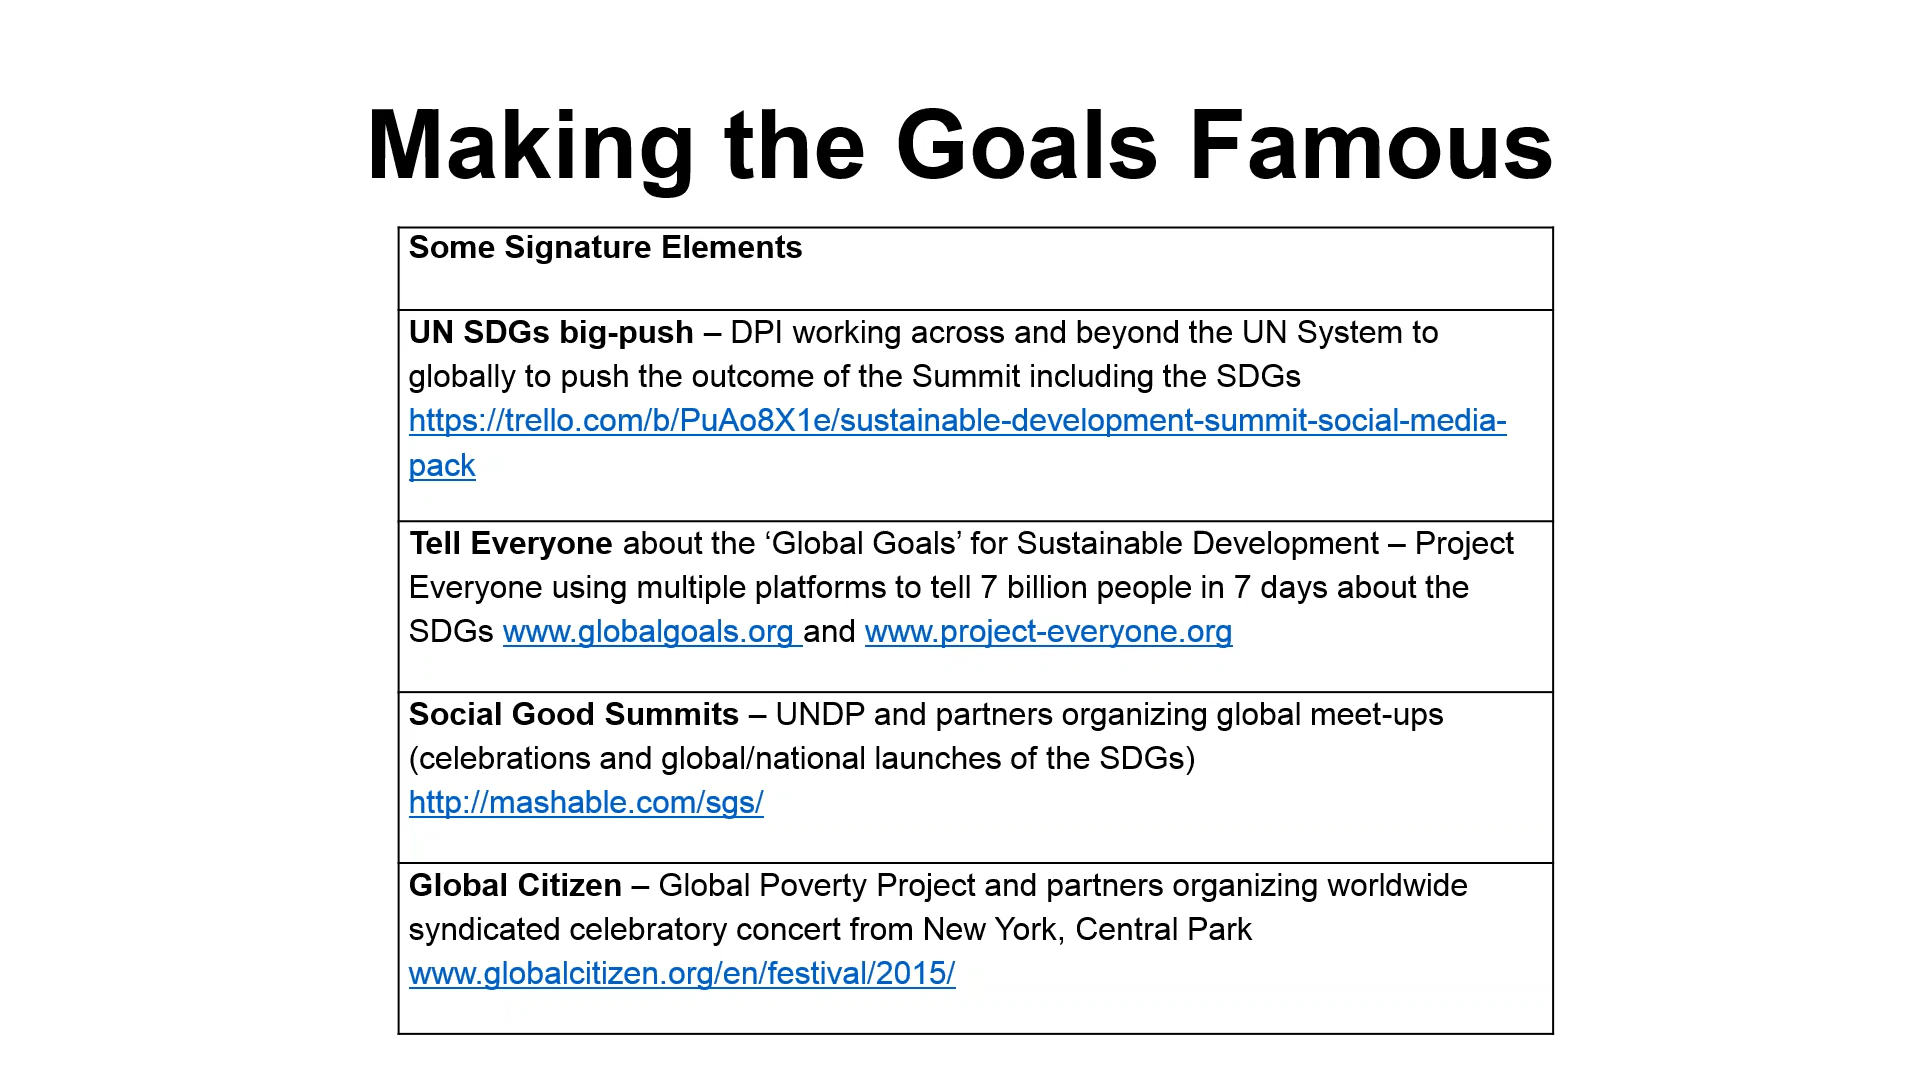 Making the Goals Famous
Some Signature Elements
UN SDGs big-push – DPI working across and beyond the UN System to
globally to push the outcome of the Summit including the SDGs
https://trello.com/b/PuAo8X1e/sustainable-development-summit-social-media-
pack
Tell Everyone about the ‘Global Goals’ for Sustainable Development – Project
Everyone using multiple platforms to tell 7 billion people in 7 days about the
SDGs www.globalgoals.org and www.project-everyone.org
Social Good Summits – UNDP and partners organizing global meet-ups
(celebrations and global/national launches of the SDGs)
http://mashable.com/sgs/
Global Citizen – Global Poverty Project and partners organizing worldwide
syndicated celebratory concert from New York, Central Park
www.globalcitizen.org/en/festival/2015/